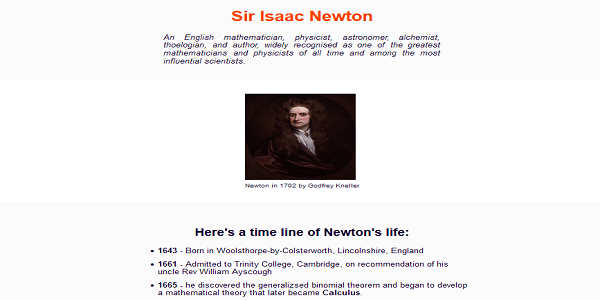 Sir Isaac Newton
An English mathematician, physicist, astronomer, alchemist,
thoelogian, and author, widely recognised as one of the greatest
mathematicians and physicists of all time and among the most
influential scientists.
Newton in 1702 by Godfrey Kneller
Here's a time line of Newton's life:
• 1643 - Born in Woolsthorpe-by-Colsterworth, Lincolnshire, England
• 1661 - Admitted to Trinity College, Cambridge, on recommendation of his
uncle Rev William Ayscough
• 1665 - he discovered the generalizsed binomial theorem and began to develop
a mathematical theory that later became Calculus.